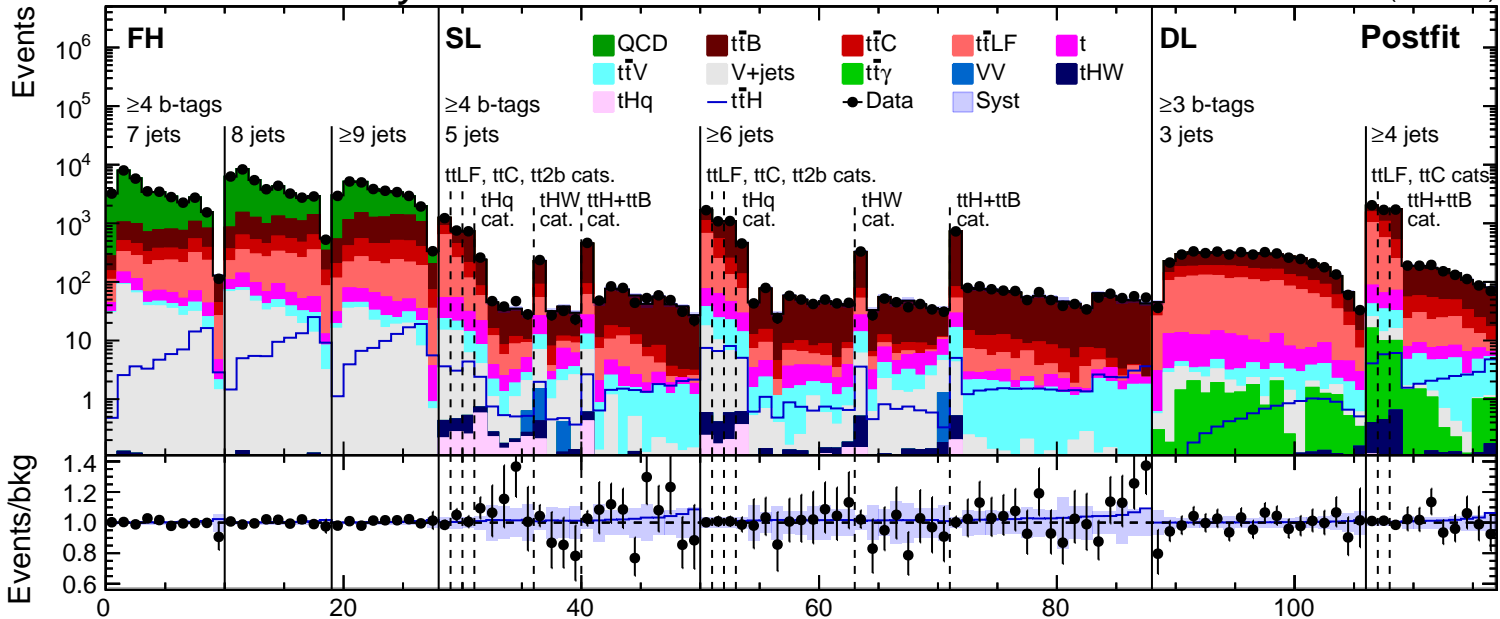 Events
10⁶
10⁵
10⁴
10³
10²
10
1
FH
SL
DL
Postfit
QCD
tt̄B
tt̄C
tt̄LF
t
tt̄V
V+jets
tt̄γ
VV
tHW
tHq
tt̄H
Data
Syst
≥4 b-tags
7 jets
8 jets
≥9 jets
≥4 b-tags
5 jets
≥6 jets
≥3 b-tags
3 jets
≥4 jets
ttLF, ttC, tt2b cats.
tHq
cat.
tHW
cat.
ttH+ttB
cat.
ttLF, ttC, tt2b cats.
tHq
cat.
tHW
cat.
ttH+ttB
cat.
ttLF, ttC cats.
ttH+ttB
cat.
Events/bkg
1.4
1.2
1.0
0.8
0.6
0
20
40
60
80
100